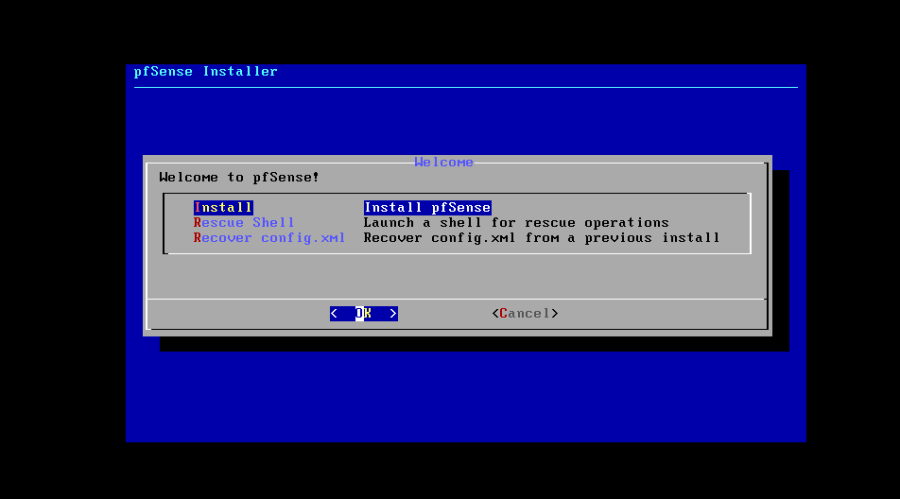 pfSense Installer
Welcome
Welcome to pfSense!
Install Install pfSense
Rescue Shell Launch a shell for rescue operations
Recover config.xml Recover config.xml from a previous install
< OK > <Cancel>